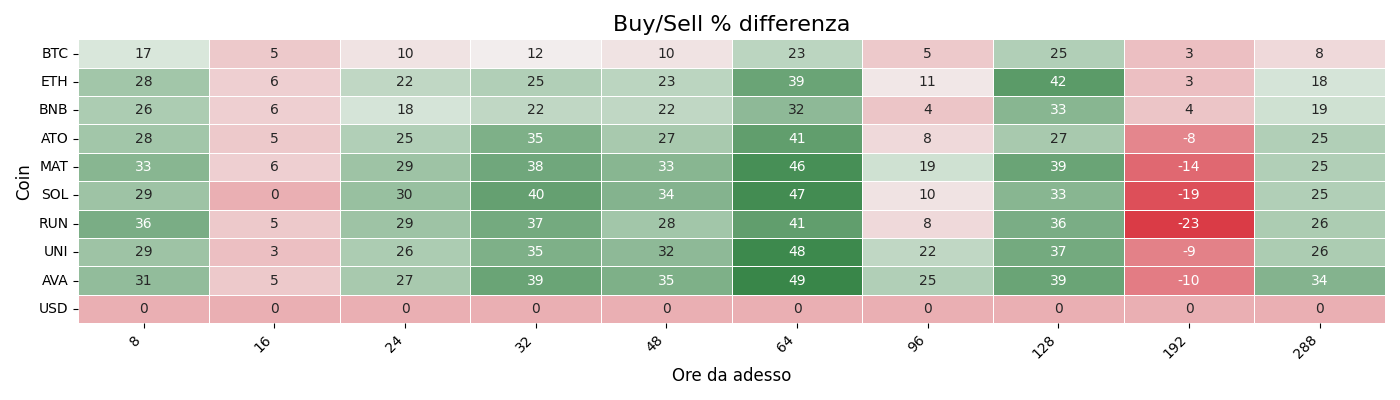 Buy/Sell % differenza
Coin
BTC 17 5 10 12 10 23 5 25 3 8
ETH 28 6 22 25 23 39 11 42 3 18
BNB 26 6 18 22 22 32 4 33 4 19
ATO 28 5 25 35 27 41 8 27 -8 25
MAT 33 6 29 38 33 46 19 39 -14 25
SOL 29 0 30 40 34 47 10 33 -19 25
RUN 36 5 29 37 28 41 8 36 -23 26
UNI 29 3 26 35 32 48 22 37 -9 26
AVA 31 5 27 39 35 49 25 39 -10 34
USD 0 0 0 0 0 0 0 0 0 0
8 16 24 32 48 64 96 128 192 288
Ore da adesso